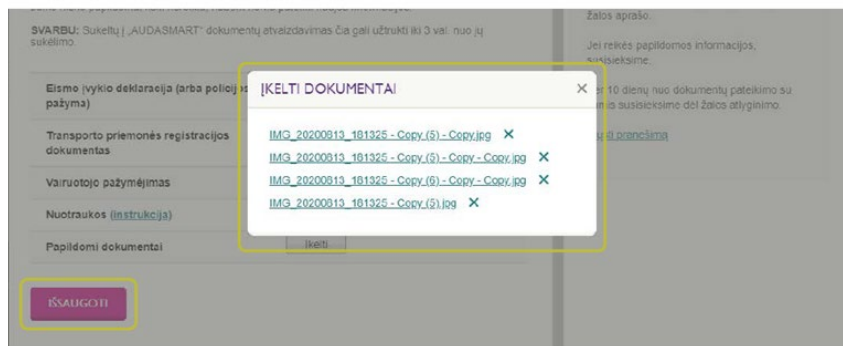 SVARBU: Sukeltų į „AUDASMART“ dokumentų atvaizdavimas čia gali užtrukti iki 3 val. nuo jų
sukėlimo.
žalos aprašo.
Jei reikės papildomos informacijos,
susisieksime.
10 dienų nuo dokumentų pateikimo su
susisieksime dėl žalos atlyginimo.
pranešimą
Eismo įvykio deklaracija (arba policijos
pažyma)
Transporto priemonės registracijos
dokumentas
Vairuotojo pažymėjimas
Nuotraukos (instrukcija)
Papildomi dokumentai
Įkelti
IŠSAUGOTI
ĮKELTI DOKUMENTAI
IMG_20200813_181325 - Copy (5) - Copy.jpg
IMG_20200813_181325 - Copy (5) - Copy - Copy.jpg
IMG_20200813_181325 - Copy (6) - Copy - Copy.jpg
IMG_20200813_181325 - Copy (5).jpg